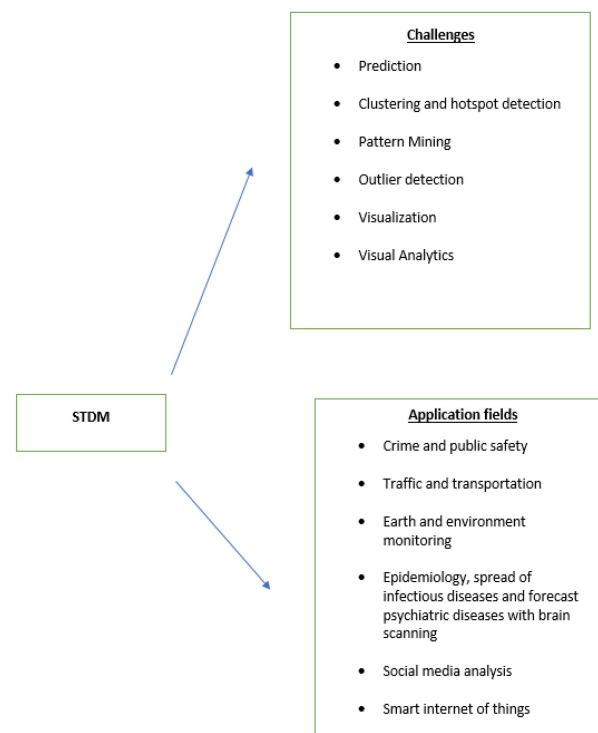 Challenges
• Prediction
• Clustering and hotspot detection
• Pattern Mining
• Outlier detection
• Visualization
• Visual Analytics
STDM
Application fields
• Crime and public safety
• Traffic and transportation
• Earth and environment
monitoring
• Epidemiology, spread of
infectious diseases and forecast
psychiatric diseases with brain
scanning
• Social media analysis
• Smart internet of things